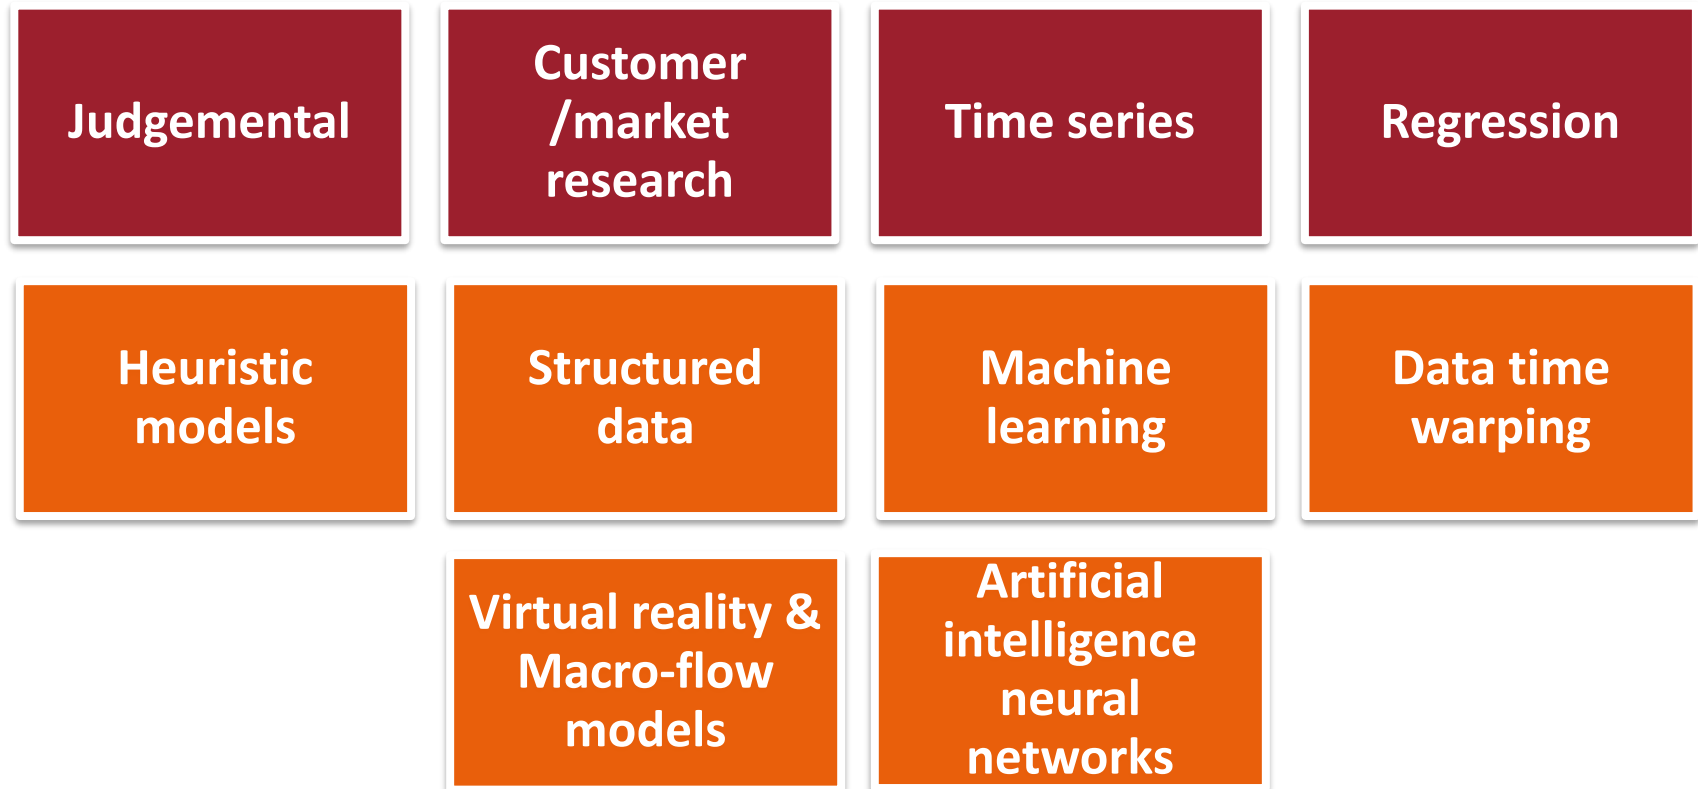 Judgemental
Customer
/market
research
Time series
Regression
Heuristic
models
Structured
data
Machine
learning
Data time
warping
Virtual reality &
Macro-flow
models
Artificial
intelligence
neural
networks